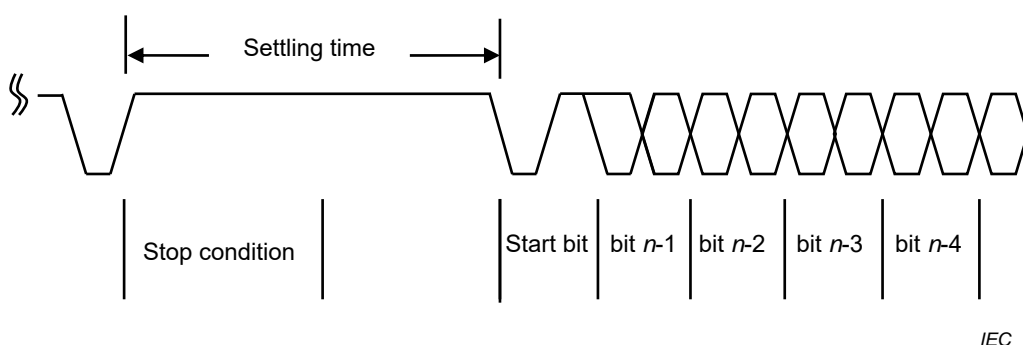 Settling time
Stop condition
Start bit
bit n-1
bit n-2
bit n-3
bit n-4
IEC